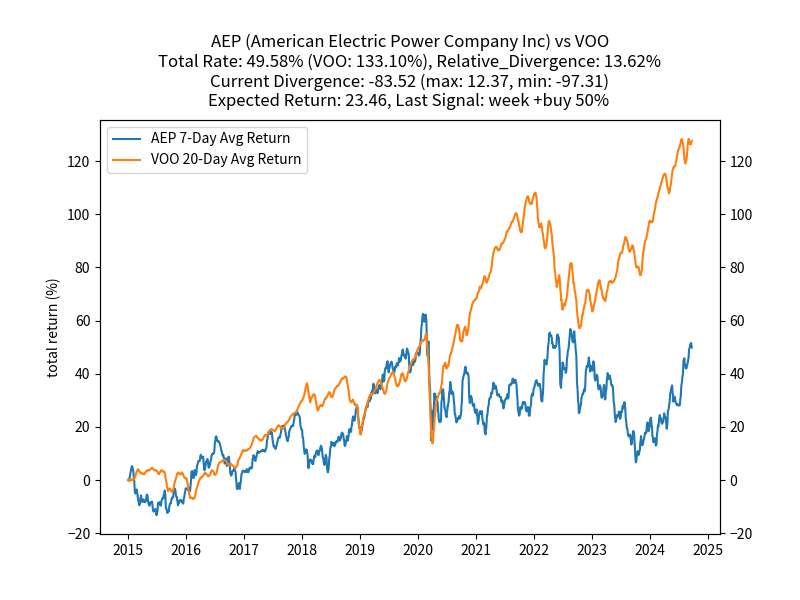 AEP (American Electric Power Company Inc) vs VOO
Total Rate: 49.58% (VOO: 133.10%), Relative_Divergence: 13.62%
Current Divergence: -83.52 (max: 12.37, min: -97.31)
Expected Return: 23.46, Last Signal: week +buy 50%
AEP 7-Day Avg Return
VOO 20-Day Avg Return
total return (%)
120 120
100 100
80 80
60 60
40 40
20 20
0 0
−20 −20
2015 2016 2017 2018 2019 2020 2021 2022 2023 2024 2025